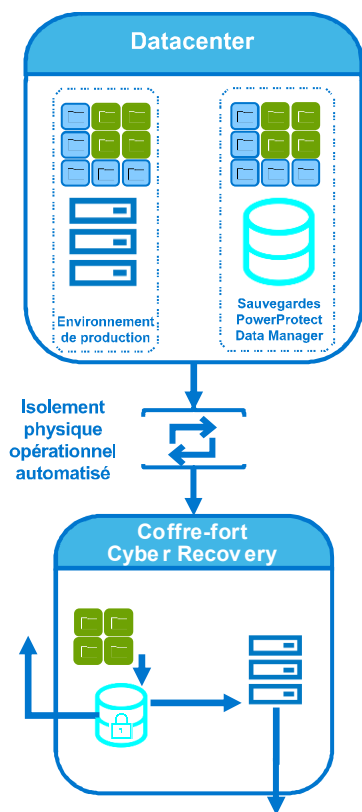 Datacenter
Environnement
de production
Sauvegardes
PowerProtect
Data Manager
Isolement
physique
opérationnel
automatisé
Coffre-fort
Cyber Recovery